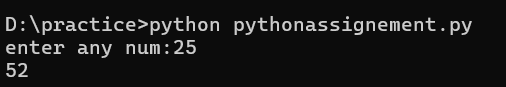 D:\practice>python pythonassignement.py
enter any num:25
52